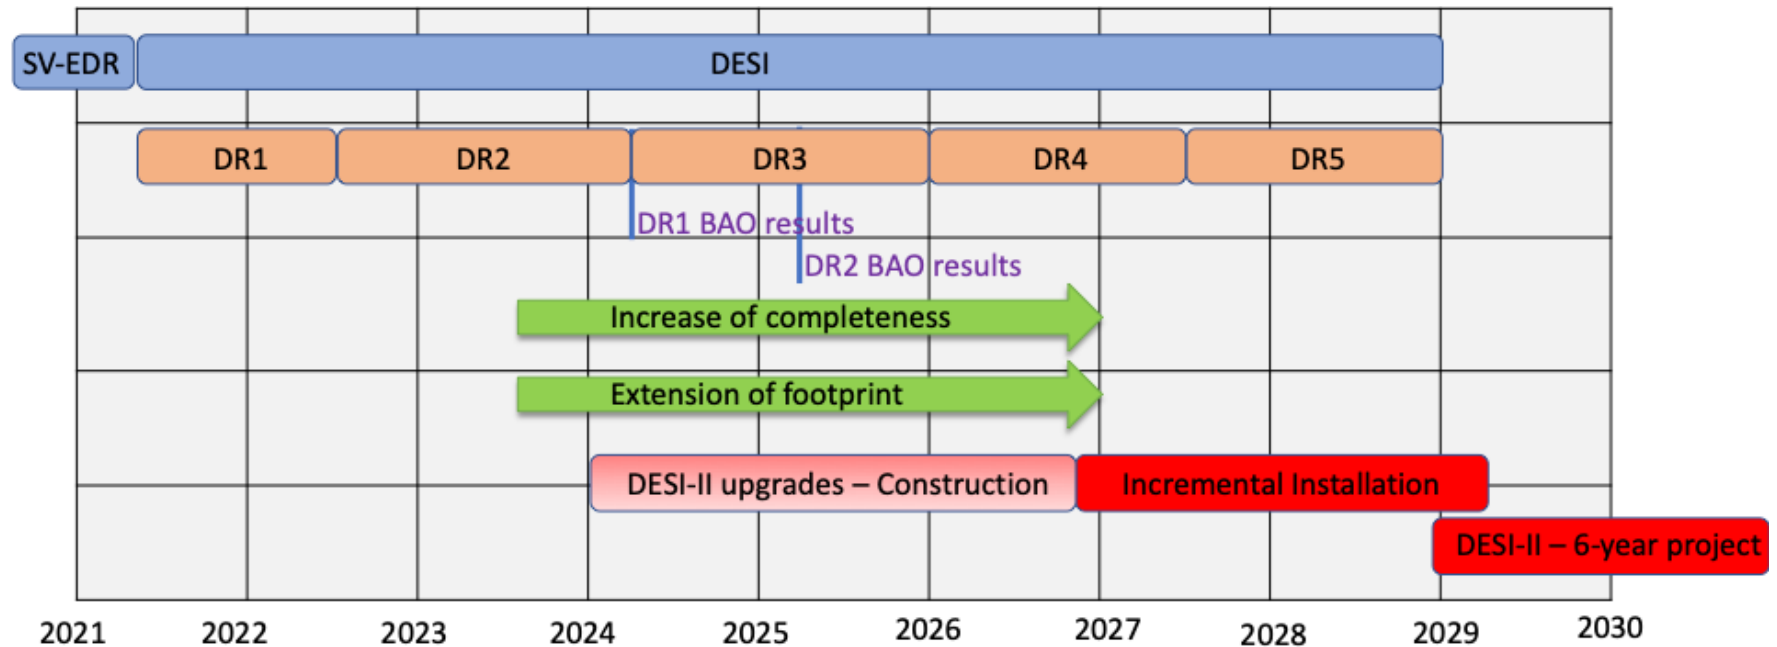 SV-EDR
DESI
DR1
DR2
DR3
DR4
DR5
DR1 BAO results
DR2 BAO results
Increase of completeness
Extension of footprint
DESI-II upgrades – Construction
Incremental Installation
DESI-II – 6-year project
2021
2022
2023
2024
2025
2026
2027
2028
2029
2030